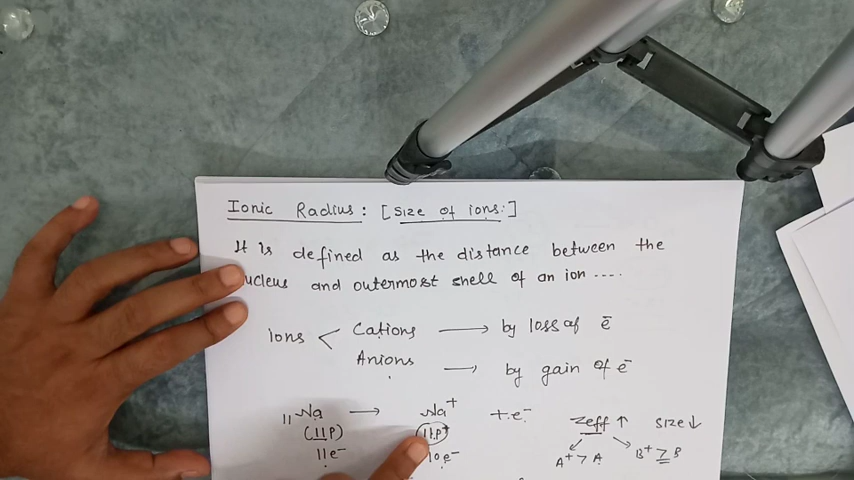 Ionic Radius: [Size of ions:]
It is defined as the distance between the
nucleus and outermost shell of an ion ....
ions < Cations → by loss of e̅
Anions → by gain of e⁻
₁₁Na → Na⁺ + e⁻ Zeff ↑ size ↓
(11P) 11P⁺
11e⁻ 10e⁻ A⁺ > A B⁺ > B